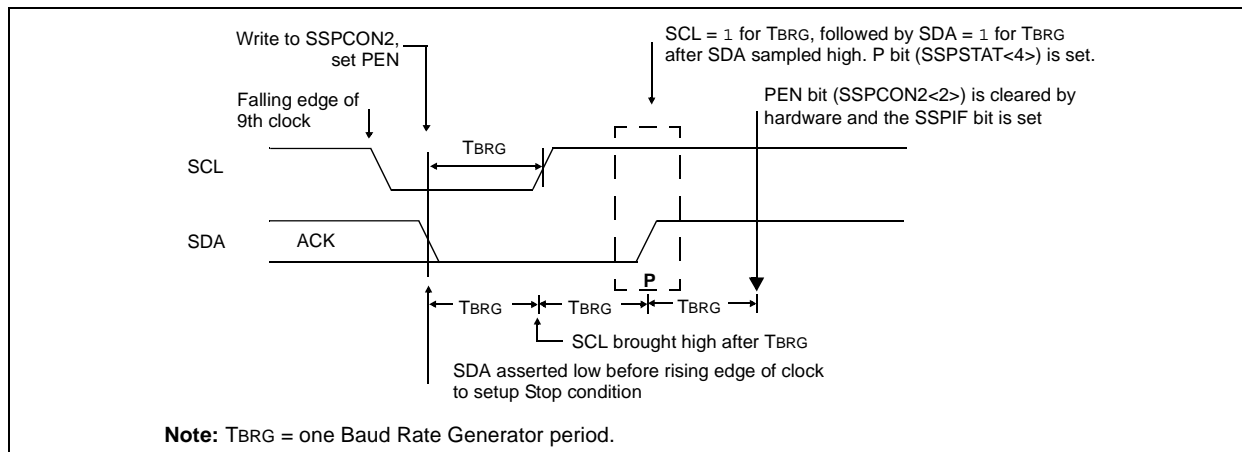 Write to SSPCON2,
set PEN
SCL = 1 for TBRG, followed by SDA = 1 for TBRG
after SDA sampled high. P bit (SSPSTAT<4>) is set.
Falling edge of
9th clock
PEN bit (SSPCON2<2>) is cleared by
hardware and the SSPIF bit is set
SCL
TBRG
SDA
ACK
P
TBRG
TBRG
TBRG
SCL brought high after TBRG
SDA asserted low before rising edge of clock
to setup Stop condition
Note: TBRG = one Baud Rate Generator period.